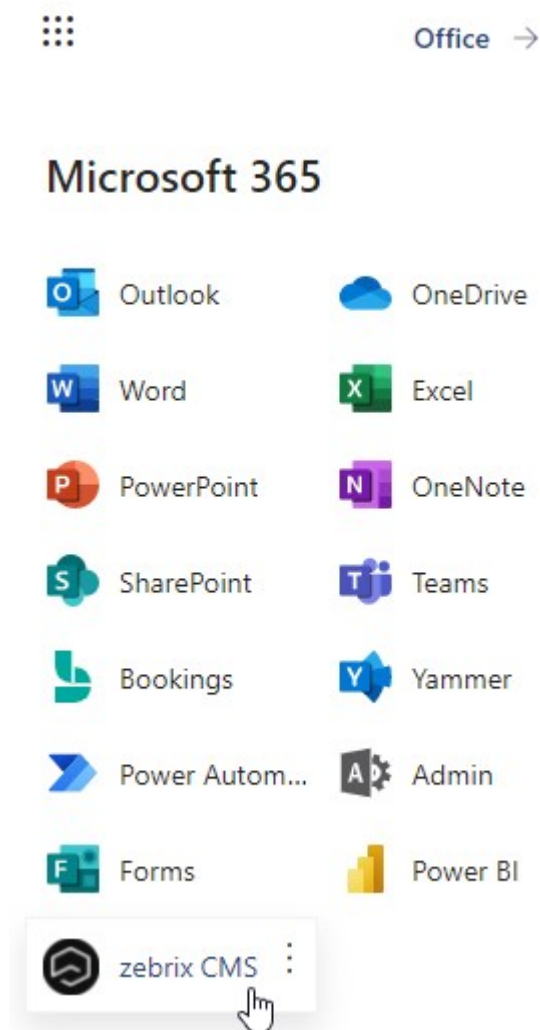 Office →
Microsoft 365
Outlook
OneDrive
Word
Excel
PowerPoint
OneNote
SharePoint
Teams
Bookings
Yammer
Power Autom...
Admin
Forms
Power BI
zebrix CMS